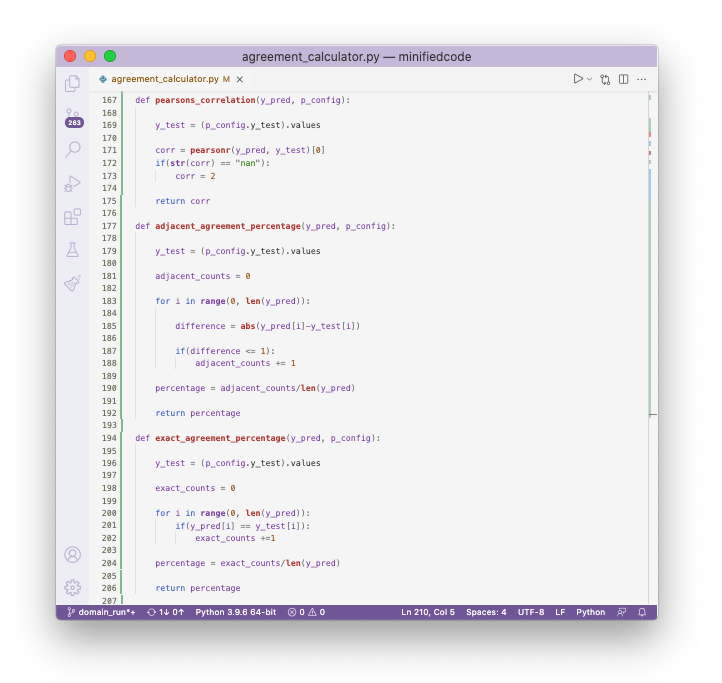 agreement_calculator.py — minifiedcode
agreement_calculator.py M
263
167 def pearsons_correlation(y_pred, p_config):
168
169 y_test = (p_config.y_test).values
170
171 corr = pearsonr(y_pred, y_test)[0]
172 if(str(corr) == "nan"):
173 corr = 2
174
175 return corr
176
177 def adjacent_agreement_percentage(y_pred, p_config):
178
179 y_test = (p_config.y_test).values
180
181 adjacent_counts = 0
182
183 for i in range(0, len(y_pred)):
184
185 difference = abs(y_pred[i]-y_test[i])
186
187 if(difference <= 1):
188 adjacent_counts += 1
189
190 percentage = adjacent_counts/len(y_pred)
191
192 return percentage
193
194 def exact_agreement_percentage(y_pred, p_config):
195
196 y_test = (p_config.y_test).values
197
198 exact_counts = 0
199
200 for i in range(0, len(y_pred)):
201 if(y_pred[i] == y_test[i]):
202 exact_counts +=1
203
204 percentage = exact_counts/len(y_pred)
205
206 return percentage
207
domain_run*+ 1↓ 0↑ Python 3.9.6 64-bit 0 0 Ln 210, Col 5 Spaces: 4 UTF-8 LF Python